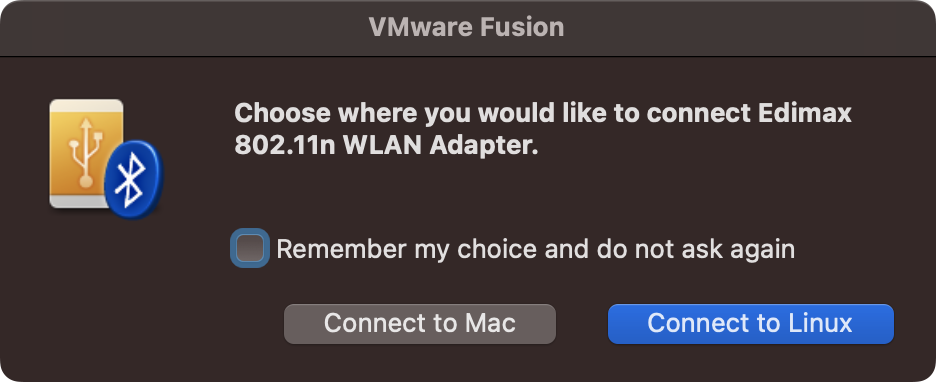 VMware Fusion
Choose where you would like to connect Edimax
802.11n WLAN Adapter.
Remember my choice and do not ask again
Connect to Mac
Connect to Linux